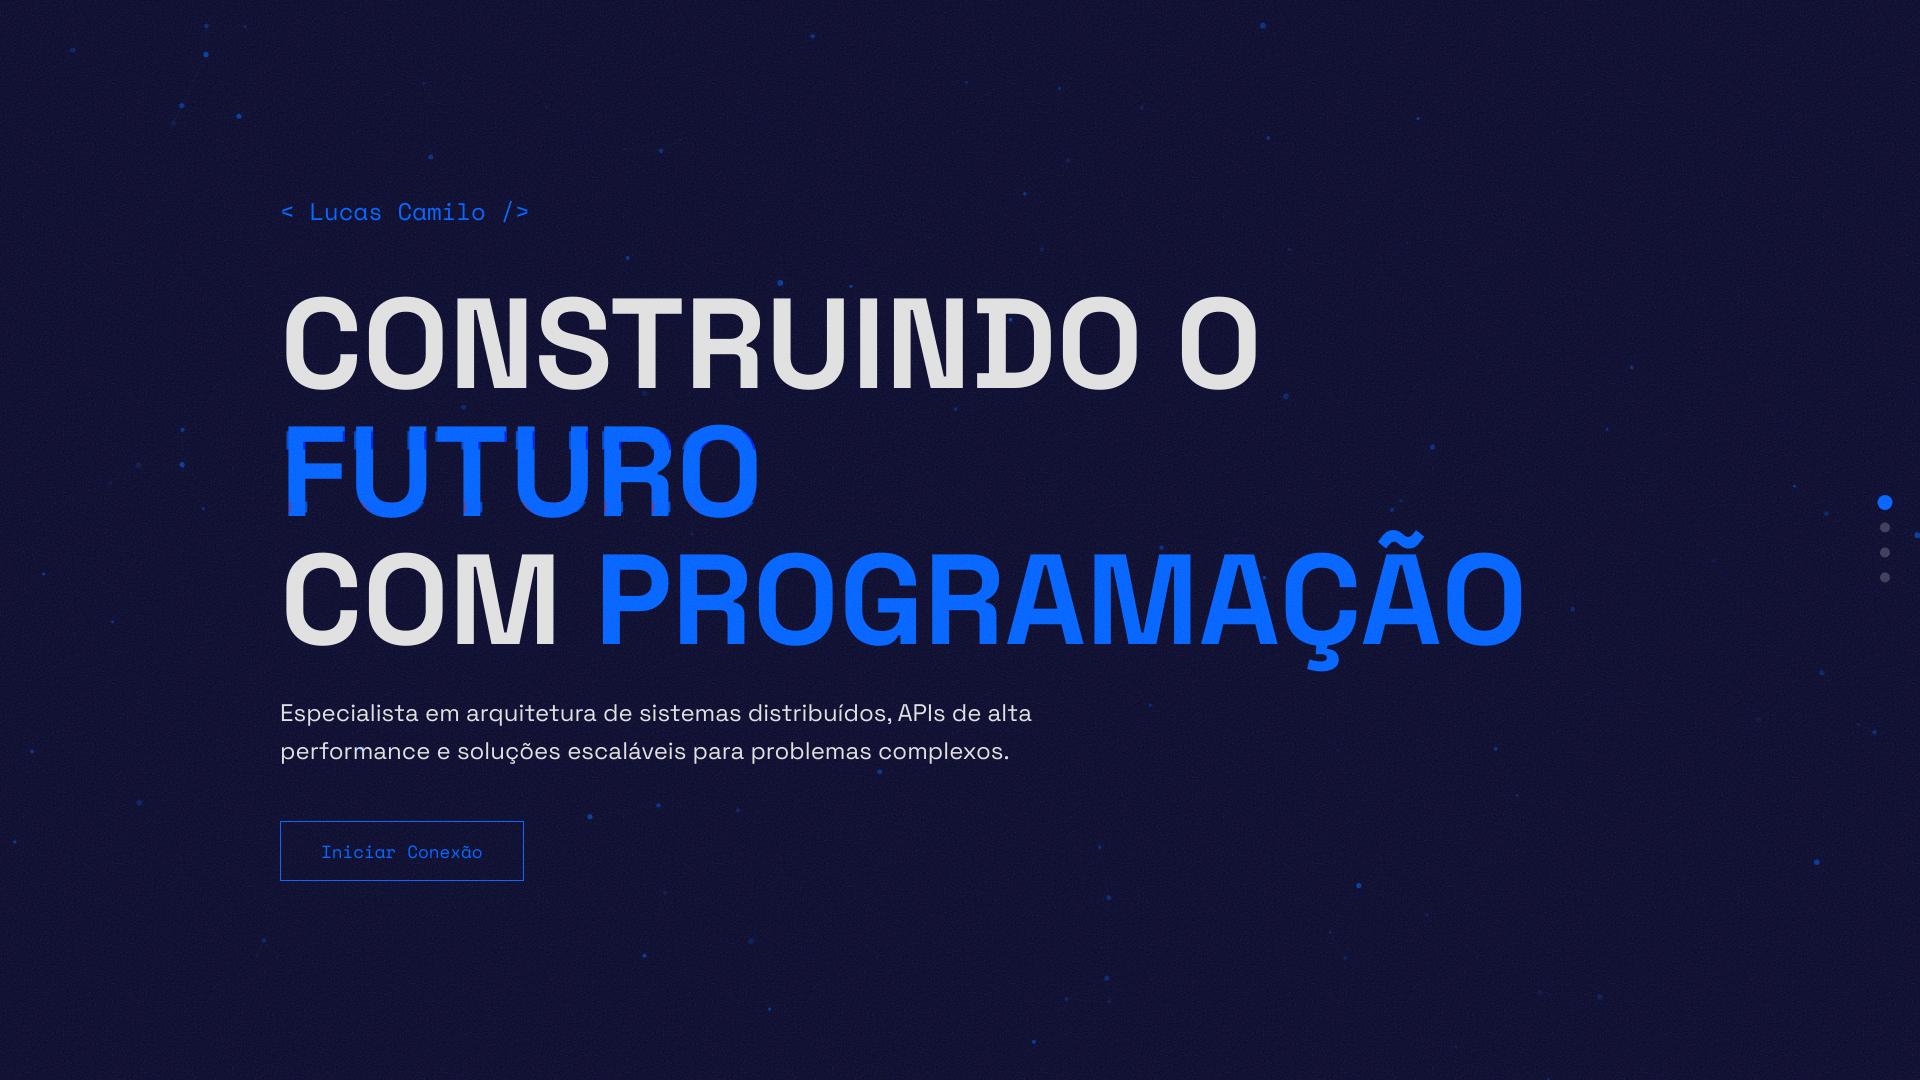 < Lucas Camilo />
CONSTRUINDO O
FUTURO
COM PROGRAMAÇÃO
Especialista em arquitetura de sistemas distribuídos, APIs de alta
performance e soluções escaláveis para problemas complexos.
Iniciar Conexão